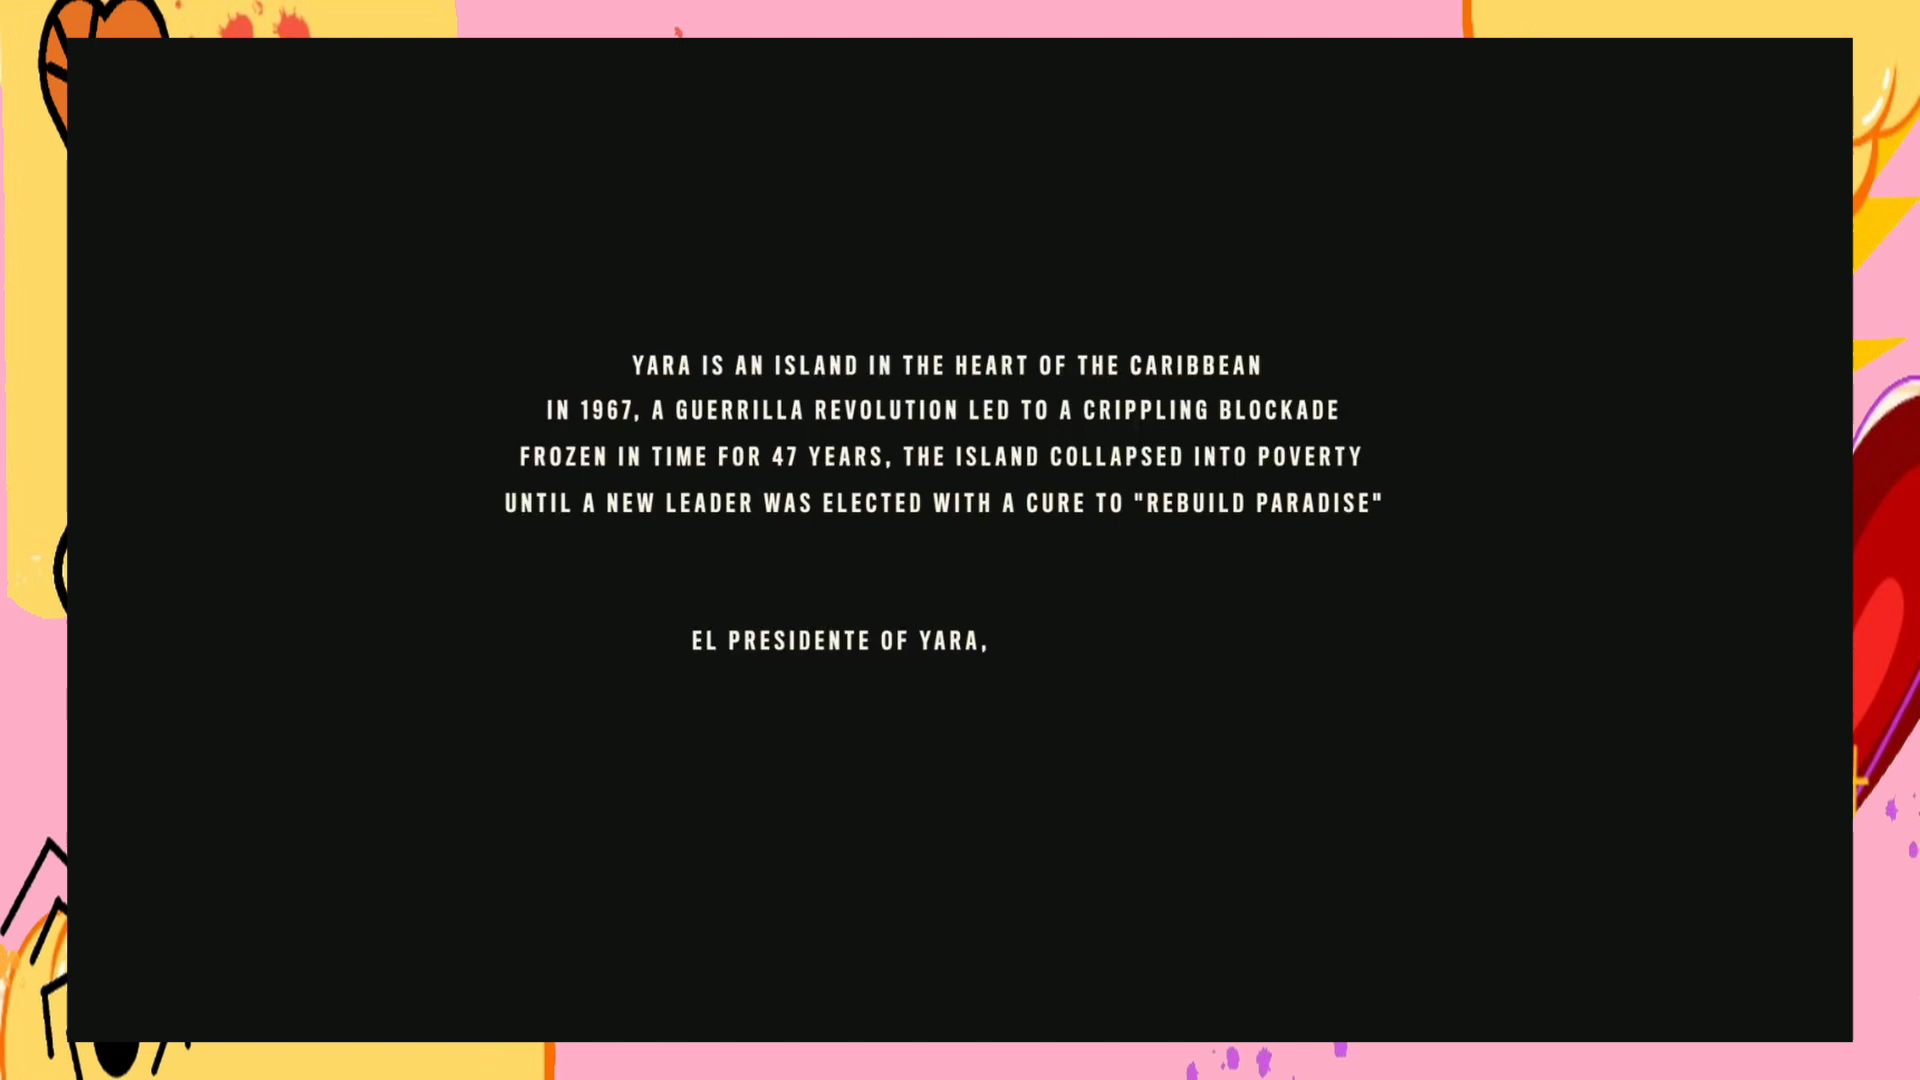 YARA IS AN ISLAND IN THE HEART OF THE CARIBBEAN
IN 1967, A GUERRILLA REVOLUTION LED TO A CRIPPLING BLOCKADE
FROZEN IN TIME FOR 47 YEARS, THE ISLAND COLLAPSED INTO POVERTY
UNTIL A NEW LEADER WAS ELECTED WITH A CURE TO "REBUILD PARADISE"
EL PRESIDENTE OF YARA,